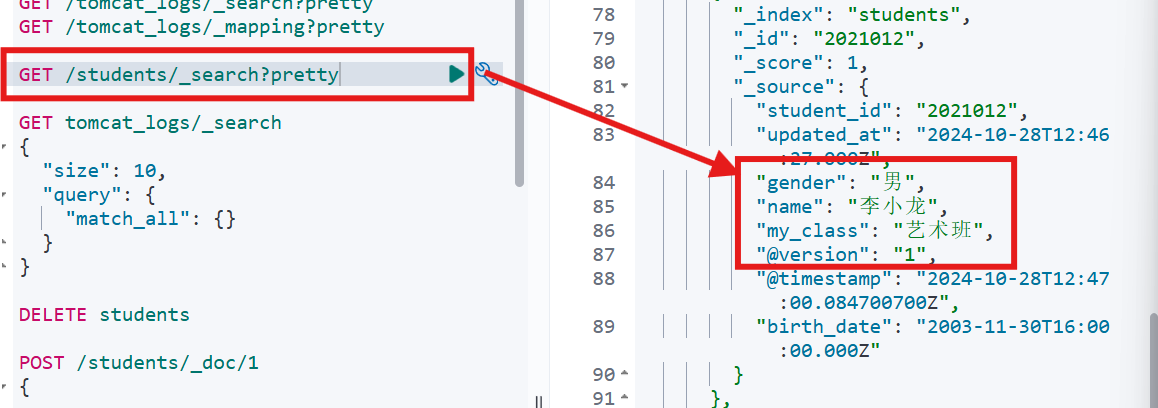 GET /tomcat_logs/_search?pretty
GET /tomcat_logs/_mapping?pretty
GET /students/_search?pretty
GET tomcat_logs/_search
{
"size": 10,
"query": {
"match_all": {}
}
}
DELETE students
POST /students/_doc/1
{
78 "_index": "students",
79 "_id": "2021012",
80 "_score": 1,
81 "_source": {
82 "student_id": "2021012",
83 "updated_at": "2024-10-28T12:46
:27.000Z",
84 "gender": "男",
85 "name": "李小龙",
86 "my_class": "艺术班",
87 "@version": "1",
88 "@timestamp": "2024-10-28T12:47
:00.084700700Z",
89 "birth_date": "2003-11-30T16:00
:00.000Z"
90 }
91 },